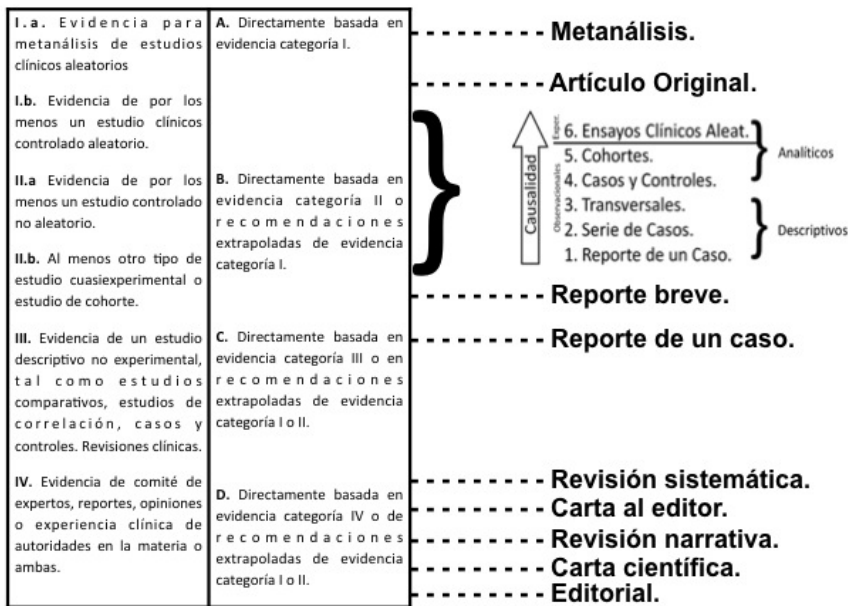 I.a. Evidencia para
metanálisis de estudios
clínicos aleatorios
I.b. Evidencia de por los
menos un estudio clínicos
controlado aleatorio.
II.a Evidencia de por los
menos un estudio controlado
no aleatorio.
II.b. Al menos otro tipo de
estudio cuasiexperimental o
estudio de cohorte.
III. Evidencia de un estudio
descriptivo no experimental,
tal como estudios
comparativos, estudios de
correlación, casos y
controles. Revisiones clínicas.
IV. Evidencia de comité de
expertos, reportes, opiniones
o experiencia clínica de
autoridades en la materia o
ambas.
A. Directamente basada en
evidencia categoría I.
B. Directamente basada en
evidencia categoría II o
recomendaciones
extrapoladas de evidencia
categoría I.
C. Directamente basada en
evidencia categoría III o en
recomendaciones
extrapoladas de evidencia
categoría I o II.
D. Directamente basada en
evidencia categoría IV o de
recomendaciones
extrapoladas de evidencia
categoría I o II.
Metanálisis.
Artículo Original.
Causalidad
Exper.
Observacionales
6. Ensayos Clínicos Aleat.
5. Cohortes.
4. Casos y Controles.
3. Transversales.
2. Serie de Casos.
1. Reporte de un Caso.
Analíticos
Descriptivos
Reporte breve.
Reporte de un caso.
Revisión sistemática.
Carta al editor.
Revisión narrativa.
Carta científica.
Editorial.